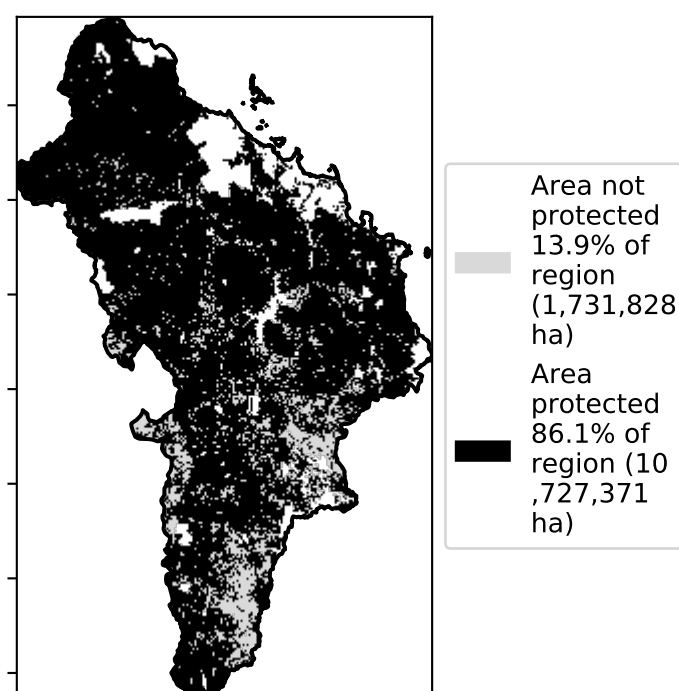 Area not
protected
13.9% of
region
(1,731,828
ha)
Area
protected
86.1% of
region (10
,727,371
ha)